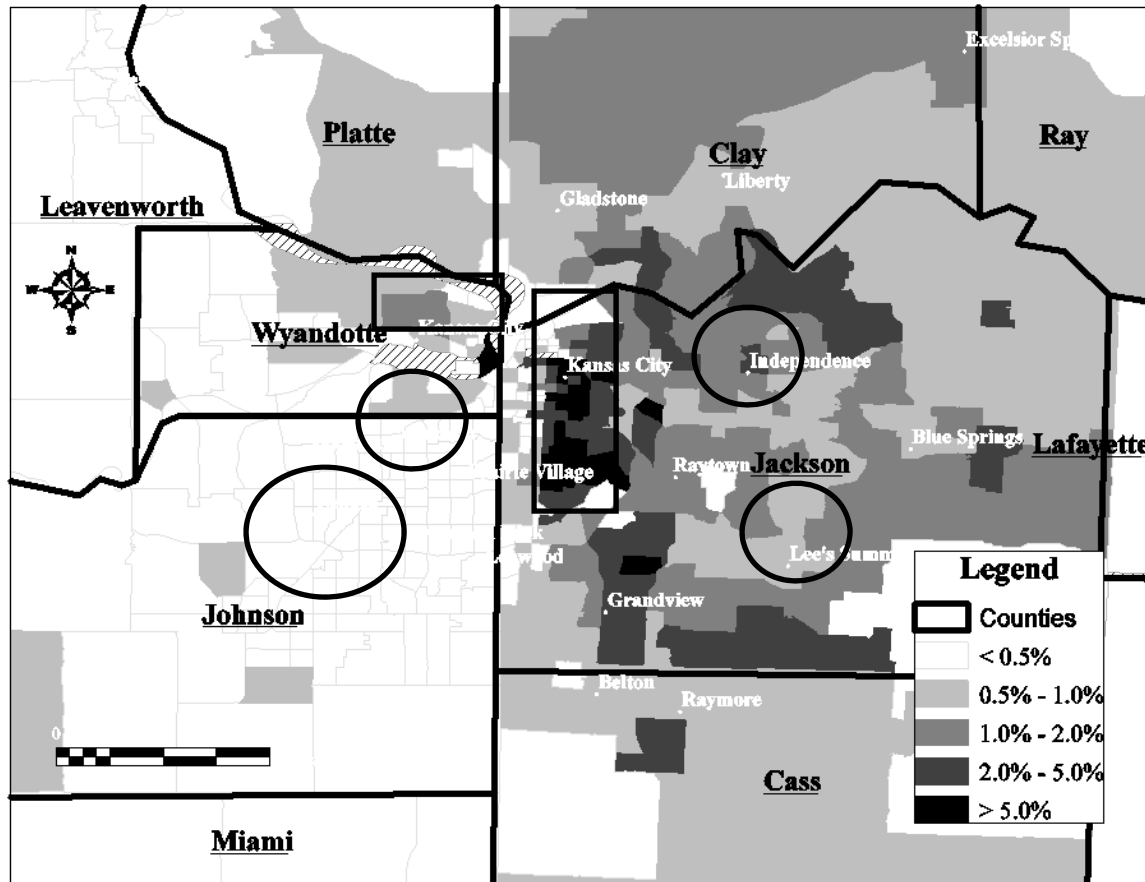 Excelsior Sp
Platte
Clay
Ray
Liberty
Gladstone
Leavenworth
N
W E
S
Wyandotte
Kansas City
Independence
Blue Springs
Lafayette
Raytown
Jackson
Village
Lee's Summ
Grandview
Johnson
Belton
Raymore
0
Cass
Miami
Legend
Counties
< 0.5%
0.5% - 1.0%
1.0% - 2.0%
2.0% - 5.0%
> 5.0%